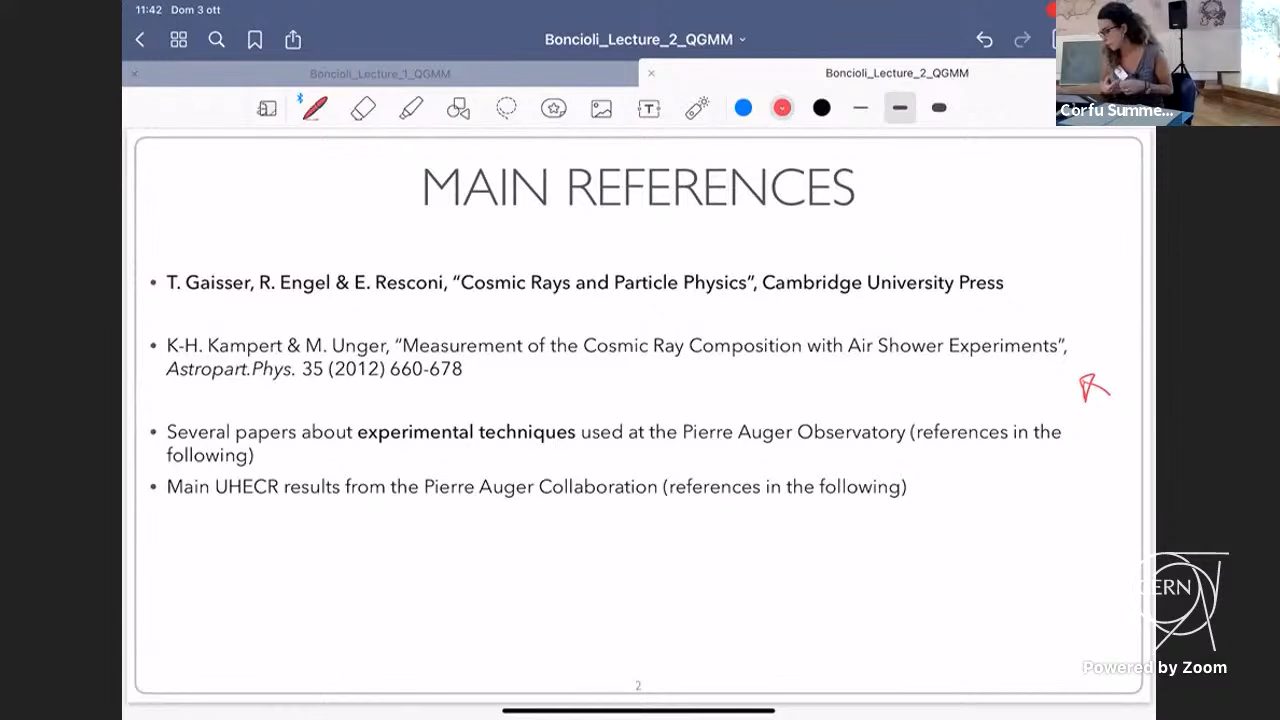 11:42 Dom 3 ott
Boncioli_Lecture_2_QGMM
Boncioli_Lecture_1_QGMM
Boncioli_Lecture_2_QGMM
Corfu Summe...
MAIN REFERENCES
• T. Gaisser, R. Engel & E. Resconi, “Cosmic Rays and Particle Physics”, Cambridge University Press
• K-H. Kampert & M. Unger, “Measurement of the Cosmic Ray Composition with Air Shower Experiments”,
Astropart.Phys. 35 (2012) 660-678
• Several papers about experimental techniques used at the Pierre Auger Observatory (references in the
following)
• Main UHECR results from the Pierre Auger Collaboration (references in the following)
CERN
Powered by Zoom
2